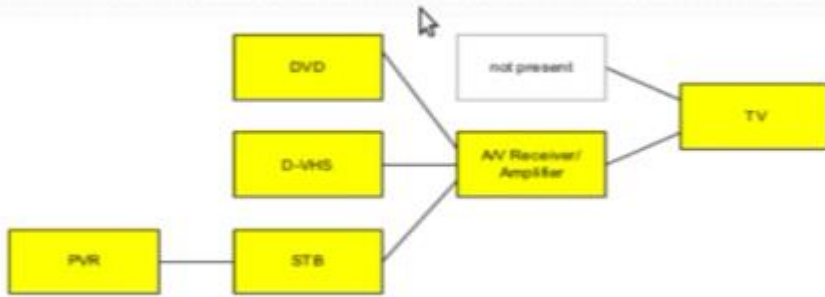 DVD
not present
TV
D-VHS
A/V Receiver/
Amplifier
PVR
STB